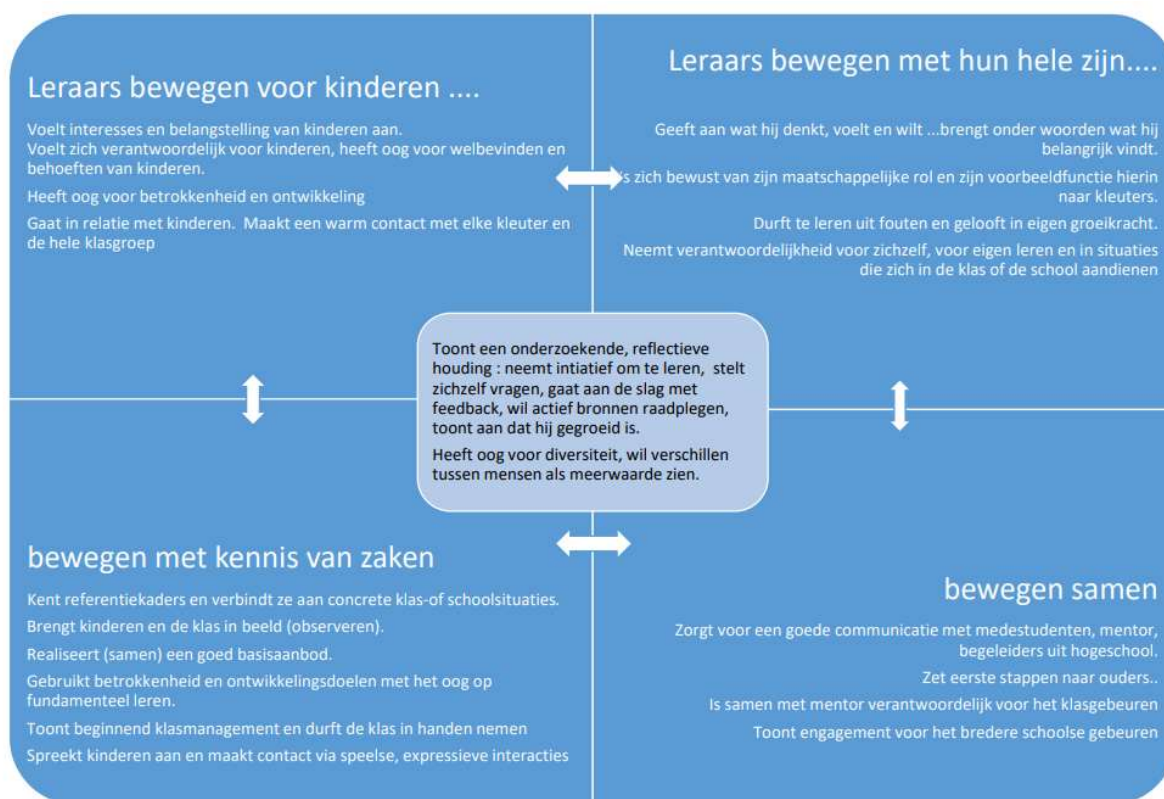 Leraars bewegen voor kinderen ....
Voelt interesses en belangstelling van kinderen aan.
Voelt zich verantwoordelijk voor kinderen, heeft oog voor welbevinden en
behoeften van kinderen.
Heeft oog voor betrokkenheid en ontwikkeling
Gaat in relatie met kinderen.  Maakt een warm contact met elke kleuter en
de hele klasgroep
Leraars bewegen met hun hele zijn....
Geeft aan wat hij denkt, voelt en wilt ...brengt onder woorden wat hij
belangrijk vindt.
Is zich bewust van zijn maatschappelijke rol en zijn voorbeeldfunctie hierin
naar kleuters.
Durft te leren uit fouten en gelooft in eigen groeikracht.
Neemt verantwoordelijkheid voor zichzelf, voor eigen leren en in situaties
die zich in de klas of de school aandienen
Toont een onderzoekende, reflectieve
houding : neemt intiatief om te leren,  stelt
zichzelf vragen, gaat aan de slag met
feedback, wil actief bronnen raadplegen,
toont aan dat hij gegroeid is.
Heeft oog voor diversiteit, wil verschillen
tussen mensen als meerwaarde zien.
bewegen met kennis van zaken
Kent referentiekaders en verbindt ze aan concrete klas-of schoolsituaties.
Brengt kinderen en de klas in beeld (observeren).
Realiseert (samen) een goed basisaanbod.
Gebruikt betrokkenheid en ontwikkelingsdoelen met het oog op
fundamenteel leren.
Toont beginnend klasmanagement en durft de klas in handen nemen
Spreekt kinderen aan en maakt contact via speelse, expressieve interacties
bewegen samen
Zorgt voor een goede communicatie met medestudenten, mentor,
begeleiders uit hogeschool.
Zet eerste stappen naar ouders..
Is samen met mentor verantwoordelijk voor het klasgebeuren
Toont engagement voor het bredere schoolse gebeuren